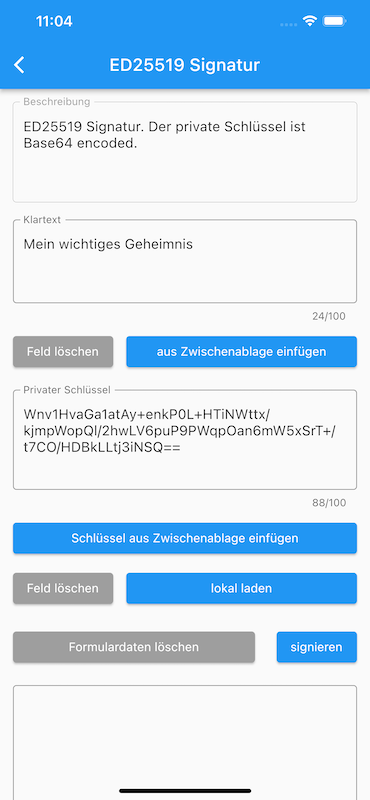 11:04
ED25519 Signatur
Beschreibung
ED25519 Signatur. Der private Schlüssel ist
Base64 encoded.
Klartext
Mein wichtiges Geheimnis
24/100
Feld löschen
aus Zwischenablage einfügen
Privater Schlüssel
Wnv1HvaGa1atAy+enkP0L+HTiNWttx/
kjmpWopQl/2hwLV6puP9PWqpOan6mW5xSrT+/
t7CO/HDBkLLtj3iNSQ==
88/100
Schlüssel aus Zwischenablage einfügen
Feld löschen
lokal laden
Formulardaten löschen
signieren